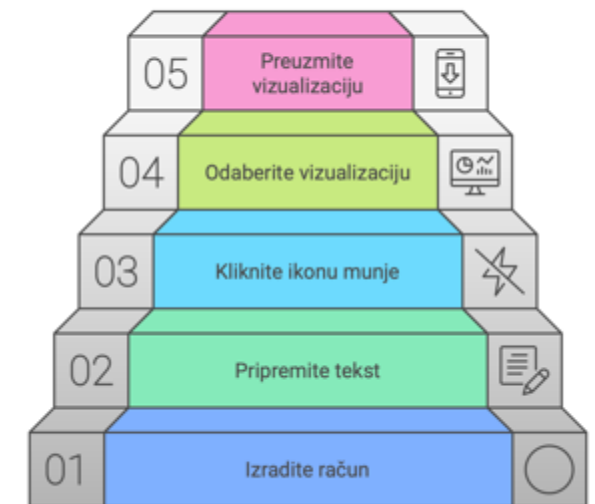 05
Preuzmite
vizualizaciju
04
Odaberite vizualizaciju
03
Kliknite ikonu munje
02
Pripremite tekst
01
Izradite račun